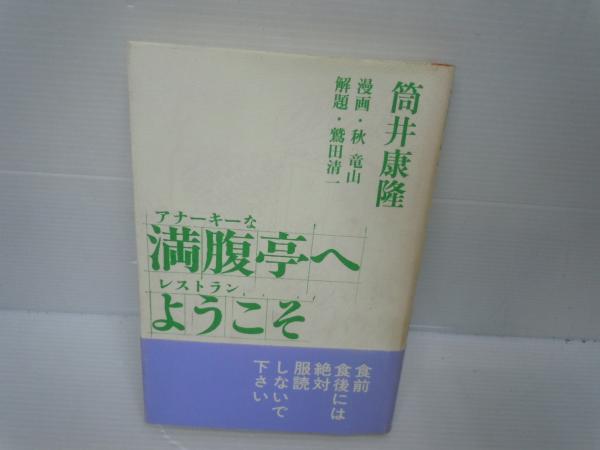 筒井康隆
漫画・秋 竜山
解題・鷲田清一
アナーキーな
満腹亭へ
レストラン
ようこそ
食前
食後には
絶対
服読
しないで
下さい